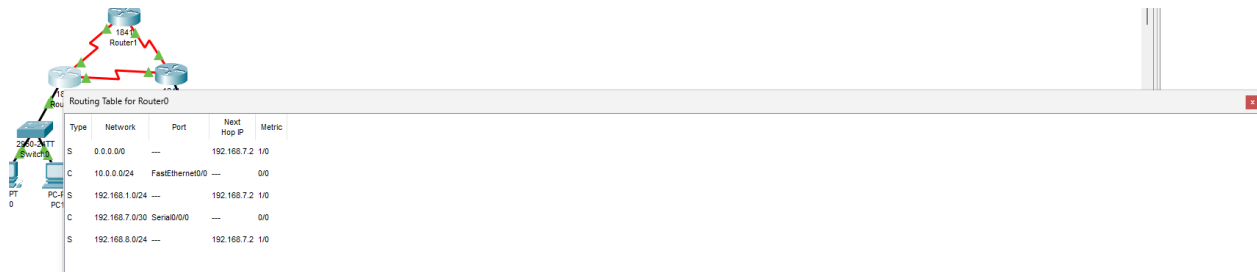 1841
Router1
Routing Table for Router0
x
Type Network Port Next Hop IP Metric
S 0.0.0.0/0 --- 192.168.7.2 1/0
C 10.0.0.0/24 FastEthernet0/0 --- 0/0
S 192.168.1.0/24 --- 192.168.7.2 1/0
C 192.168.7.0/30 Serial0/0/0 --- 0/0
S 192.168.8.0/24 --- 192.168.7.2 1/0
2950-24TT
Switch0
PT
0
PC1